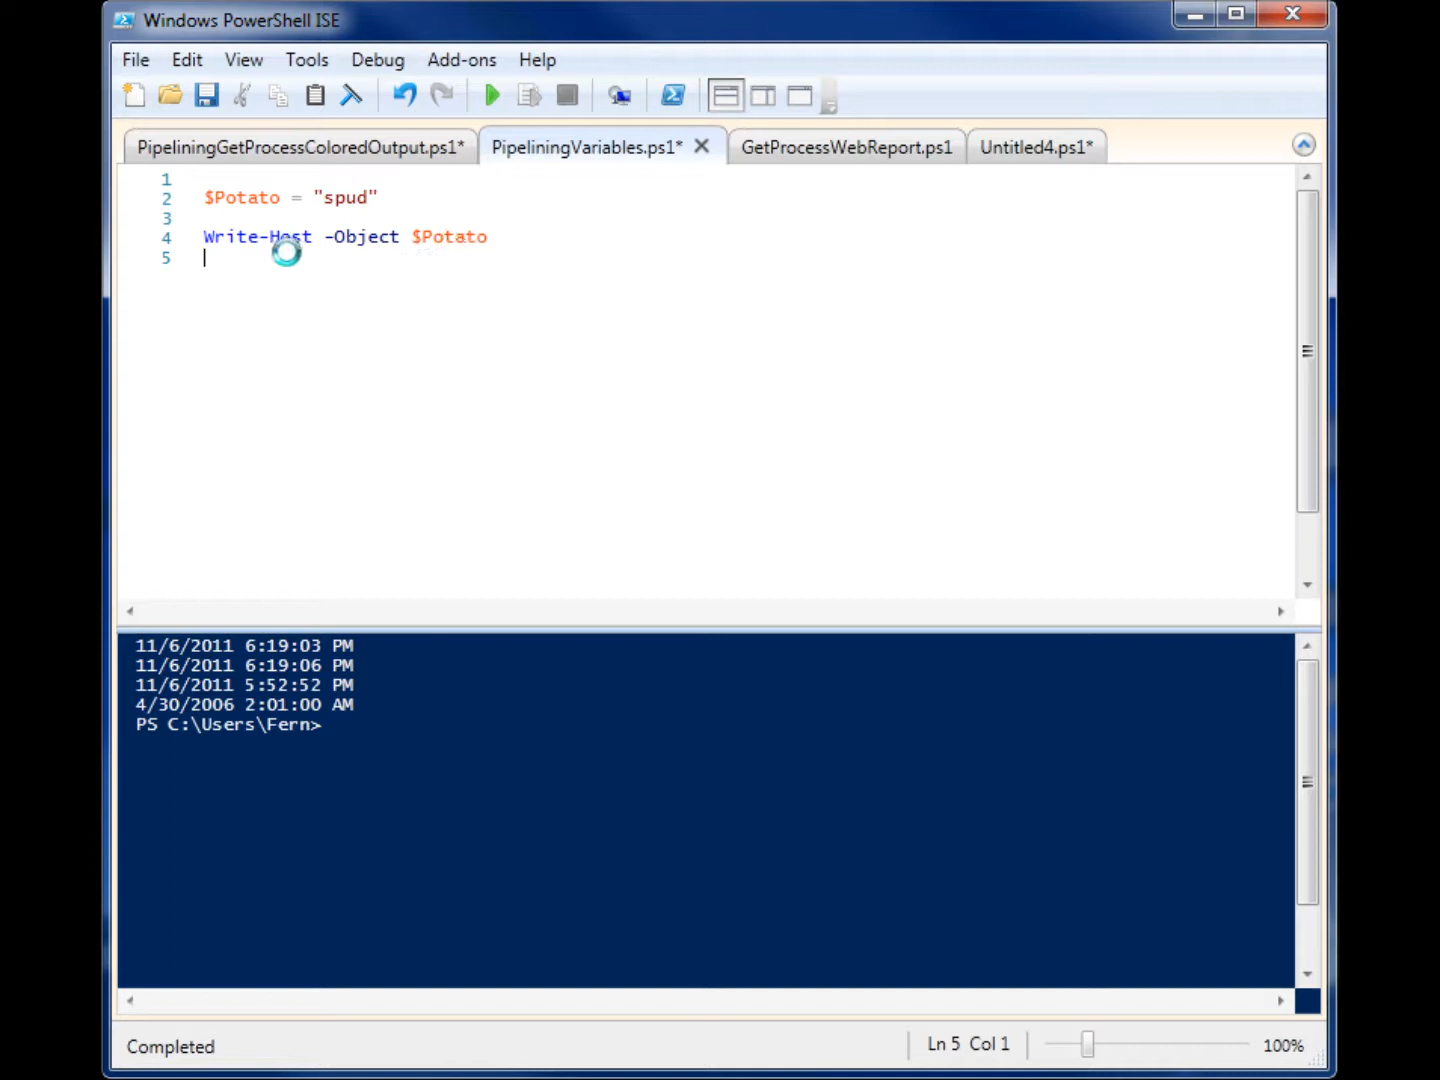 Windows PowerShell ISE
File Edit View Tools Debug Add-ons Help
PipeliningGetProcessColoredOutput.ps1* PipeliningVariables.ps1* GetProcessWebReport.ps1 Untitled4.ps1*
1
2 $Potato = "spud"
3
4 Write-Host -Object $Potato
5
11/6/2011 6:19:03 PM
11/6/2011 6:19:06 PM
11/6/2011 5:52:52 PM
4/30/2006 2:01:00 AM
PS C:\Users\Fern>
Completed Ln 5 Col 1 100%